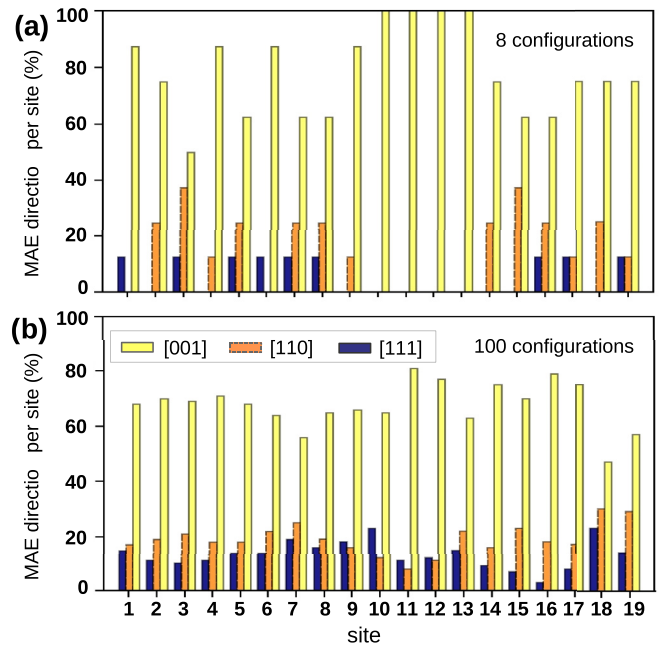 (a)
8 configurations
MAE directio per site (%)
100
80
60
40
20
0
(b)
[001] [110] [111]
100 configurations
MAE directio per site (%)
100
80
60
40
20
0
1 2 3 4 5 6 7 8 9 10 11 12 13 14 15 16 17 18 19
site